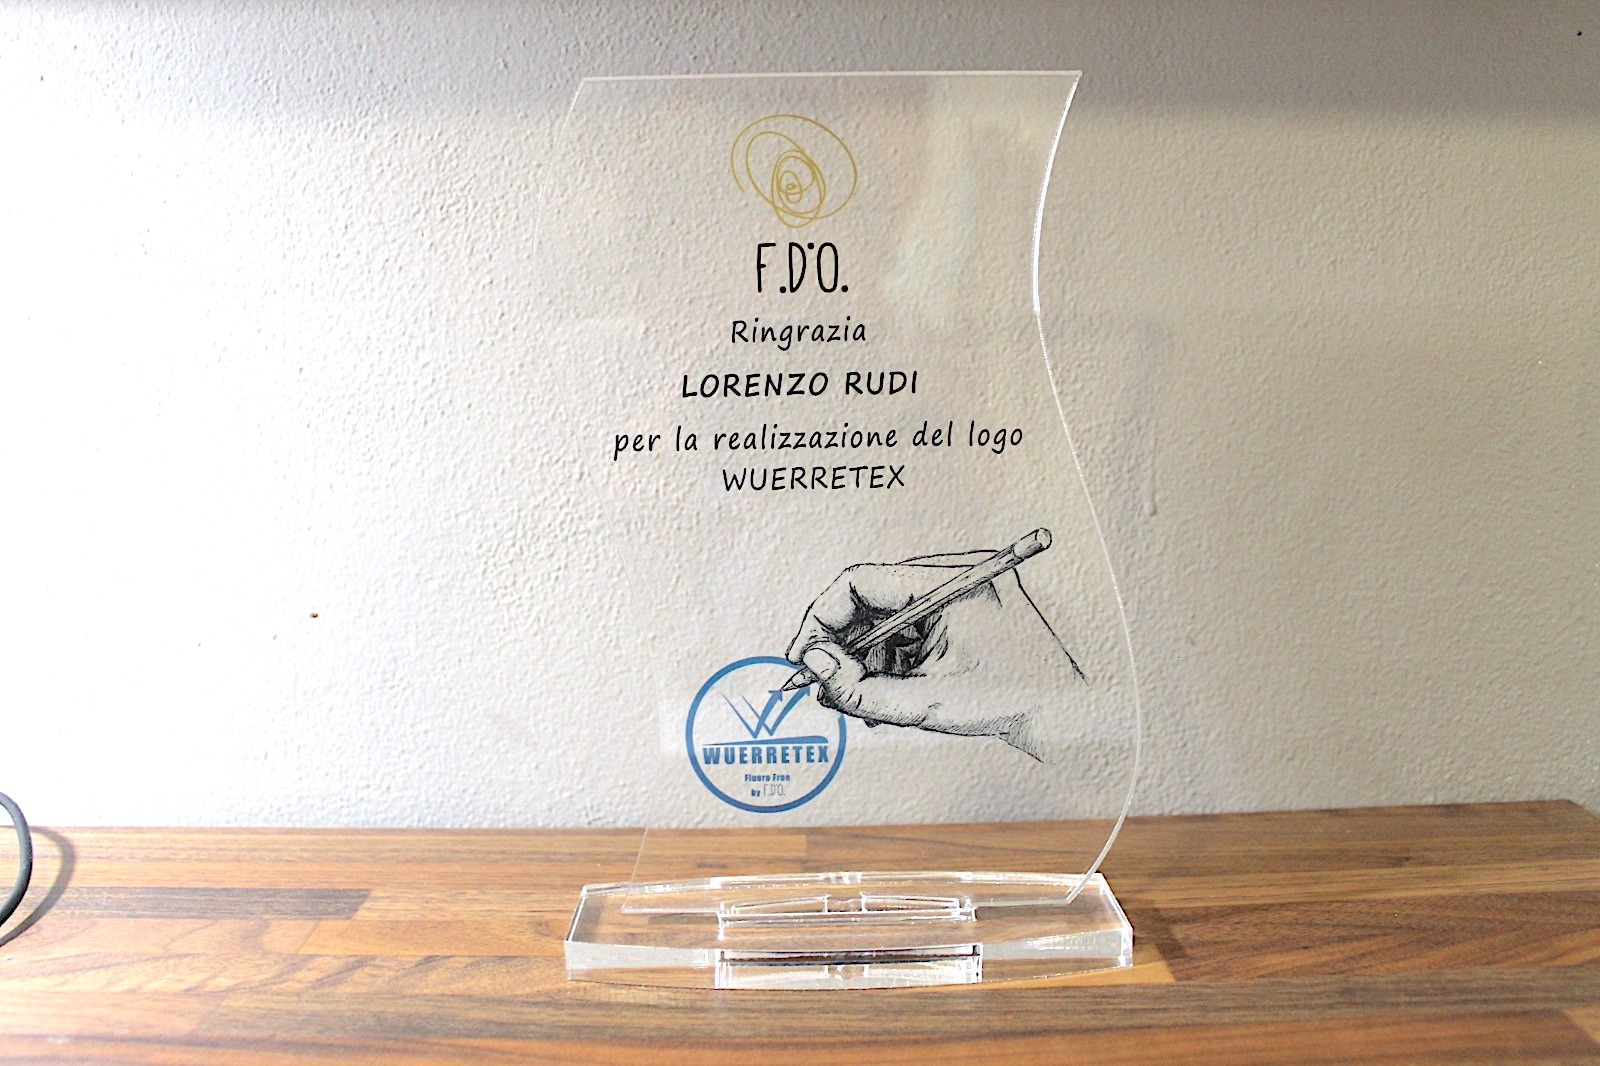 F.D'O.
Ringrazia
LORENZO RUDI
per la realizzazione del logo
WUERRETEX
WUERRETEX
Fluoro Free
by F.D'O.